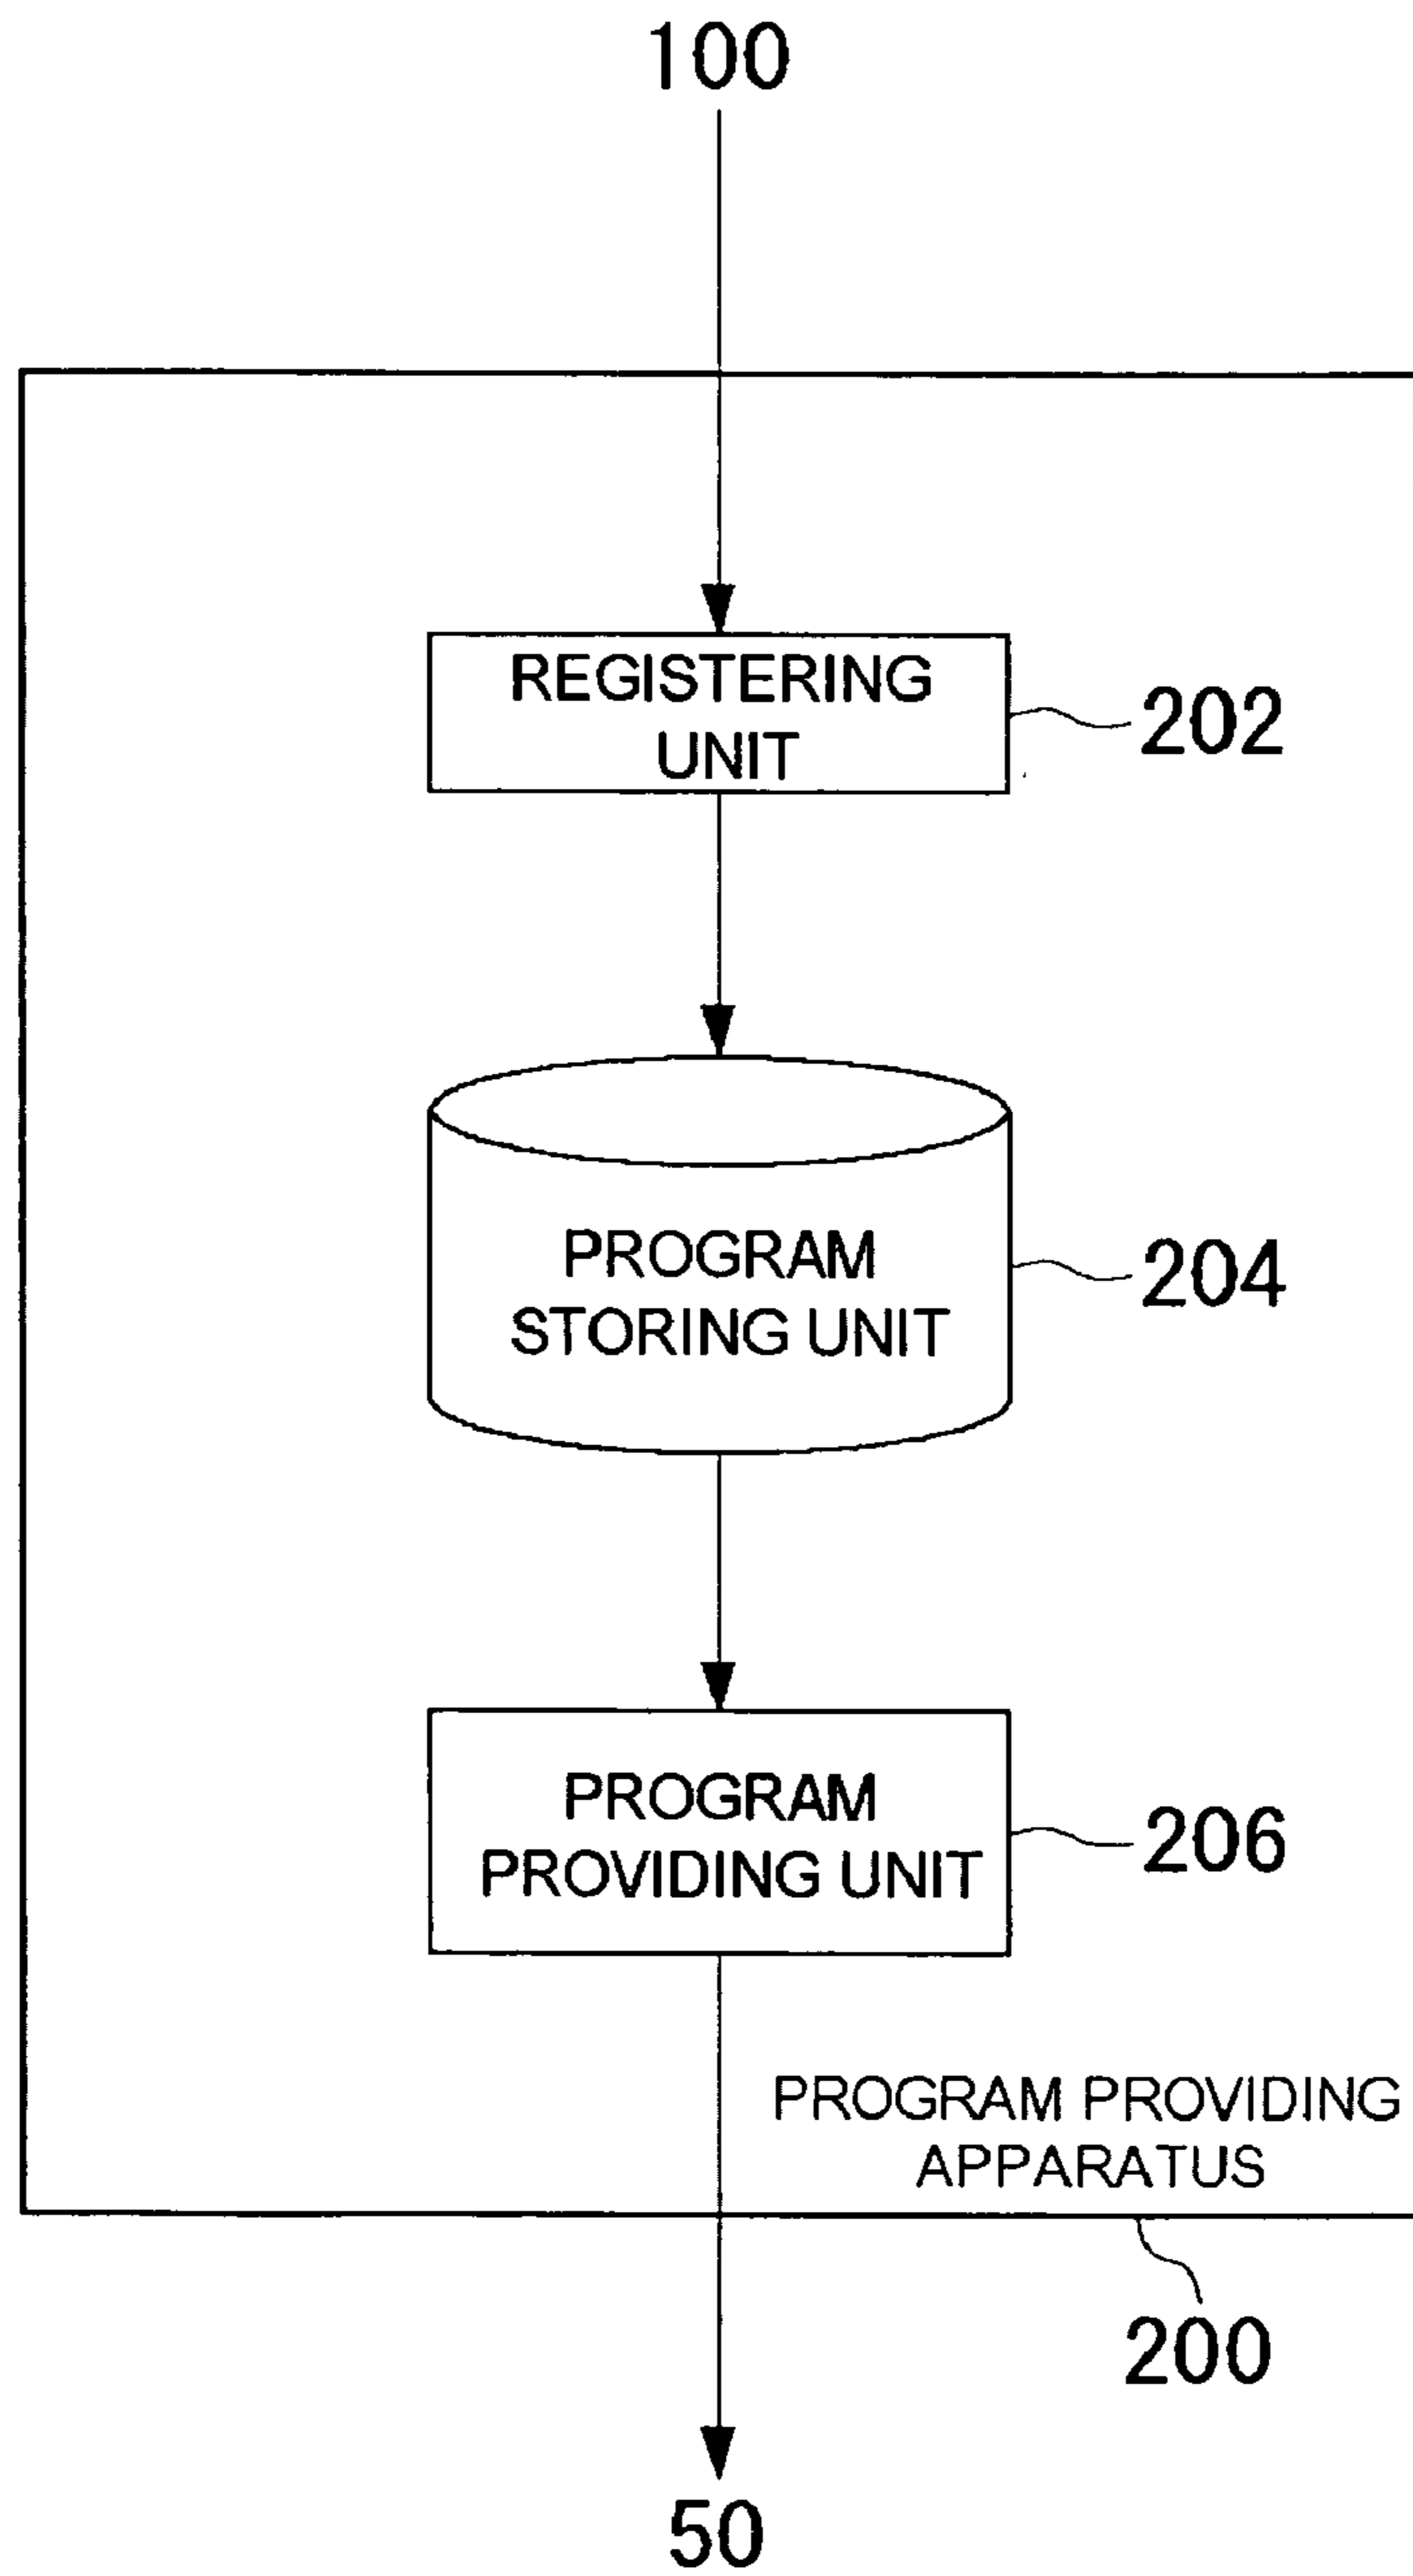 100
REGISTERING
UNIT
202
PROGRAM
STORING UNIT
204
PROGRAM
PROVIDING UNIT
206
PROGRAM PROVIDING
APPARATUS
200
50